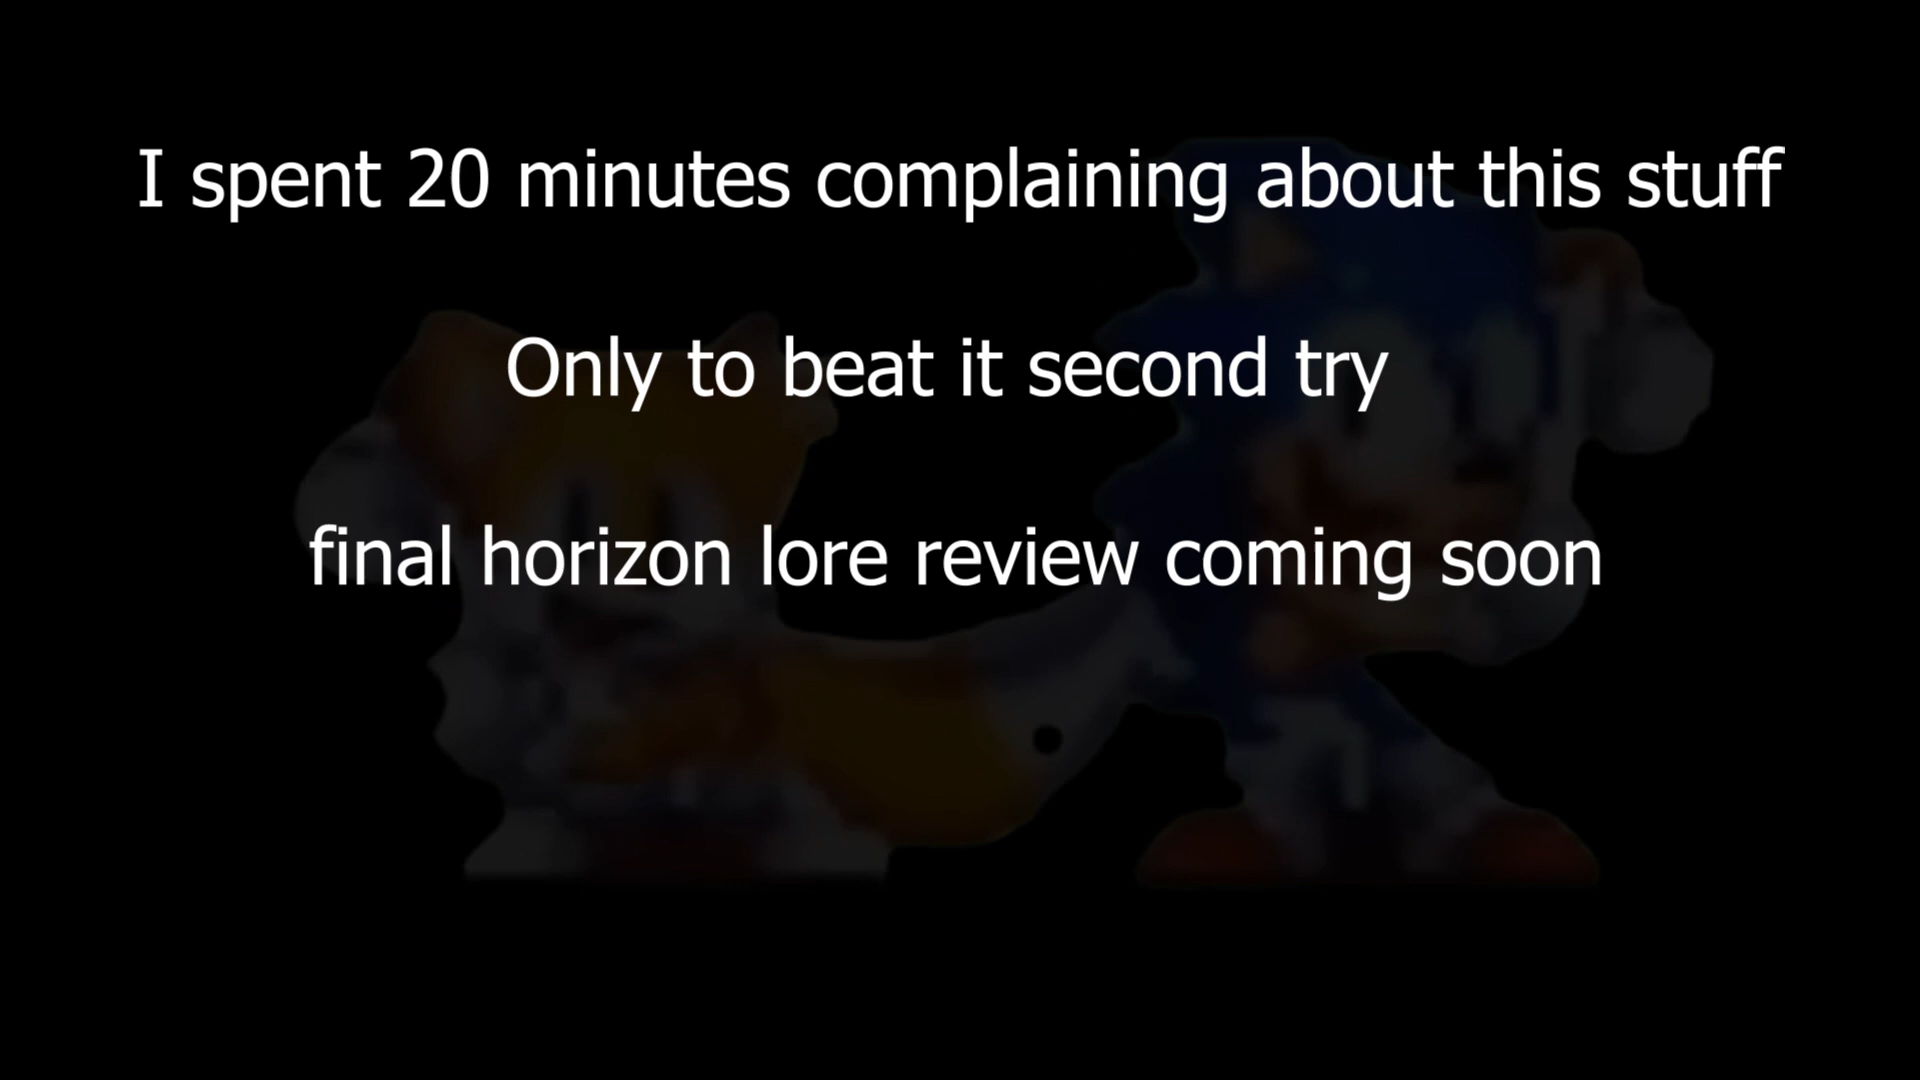 I spent 20 minutes complaining about this stuff
Only to beat it second try
final horizon lore review coming soon